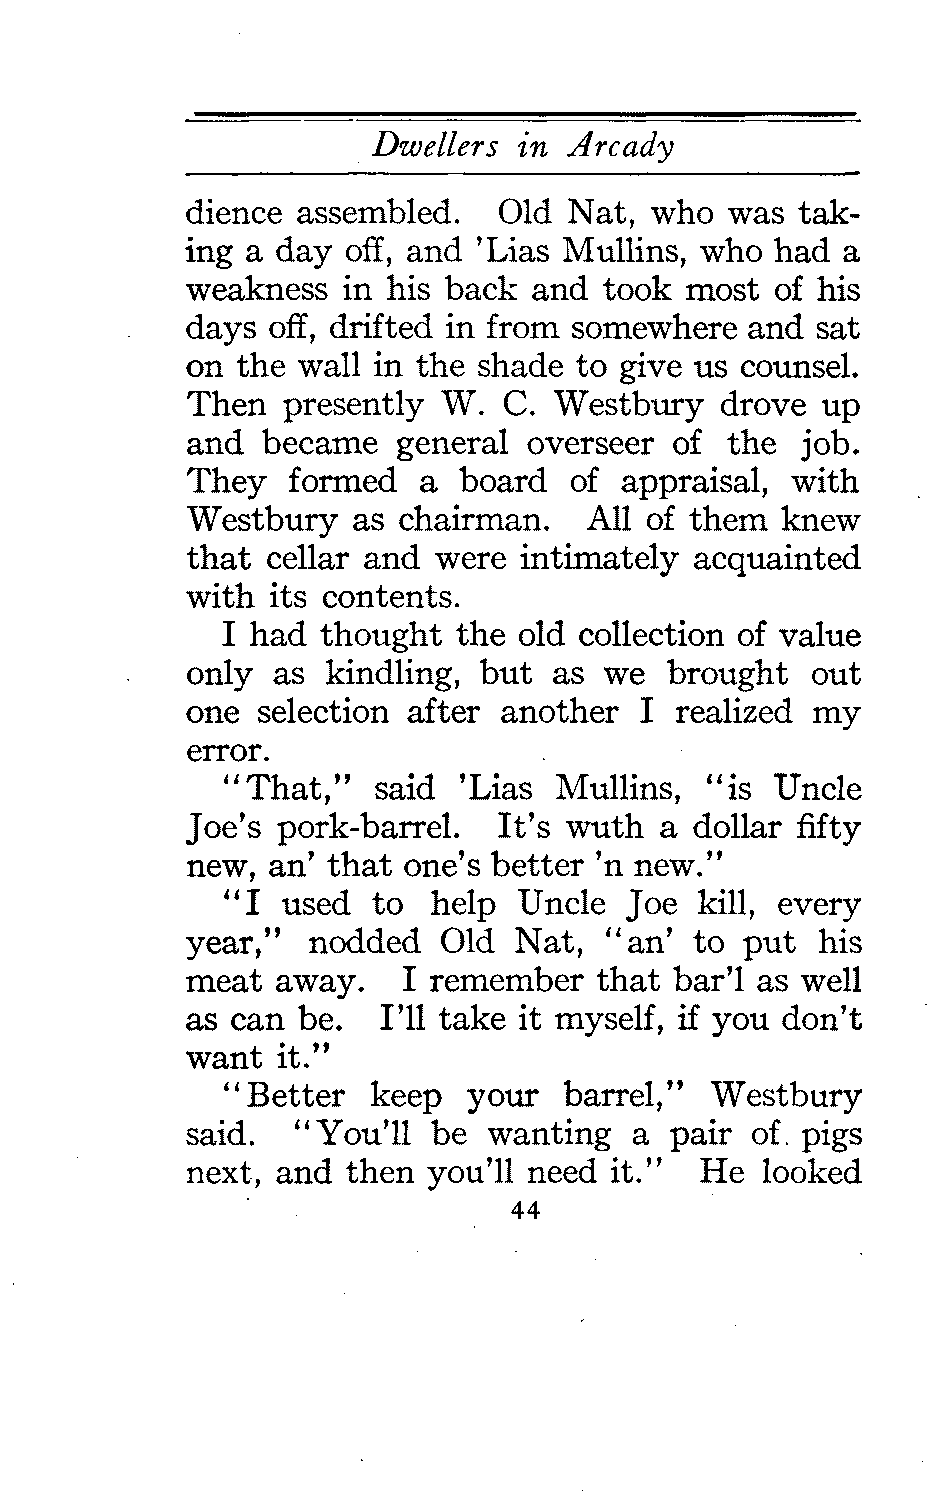 Dwellers in Arcady
dience assembled. Old Nat, who was tak-
ing a day off, and 'Lias Mullins, who had a
weakness in his back and took most of his
days off, drifted in from somewhere and sat
on the wall in the shade to give us counsel.
Then presently W. C. Westbury drove up
and became general overseer of the job.
They formed a board of appraisal, with
Westbury as chairman. All of them knew
that cellar and were intimately acquainted
with its contents.
I had thought the old collection of value
only as kindling, but as we brought out
one selection after another I realized my
error.
"That," said 'Lias Mullins, "is Uncle
Joe's pork-barrel. It's wuth a dollar fifty
new, an' that one's better 'n new."
"I used to help Uncle Joe kill, every
year," nodded Old Nat, "an' to put his
meat away. I remember that bar'l as well
as can be. I'll take it myself, if you don't
want it."
"Better keep your barrel," Westbury
said. "You'll be wanting a pair of pigs
next, and then you'll need it." He looked
44